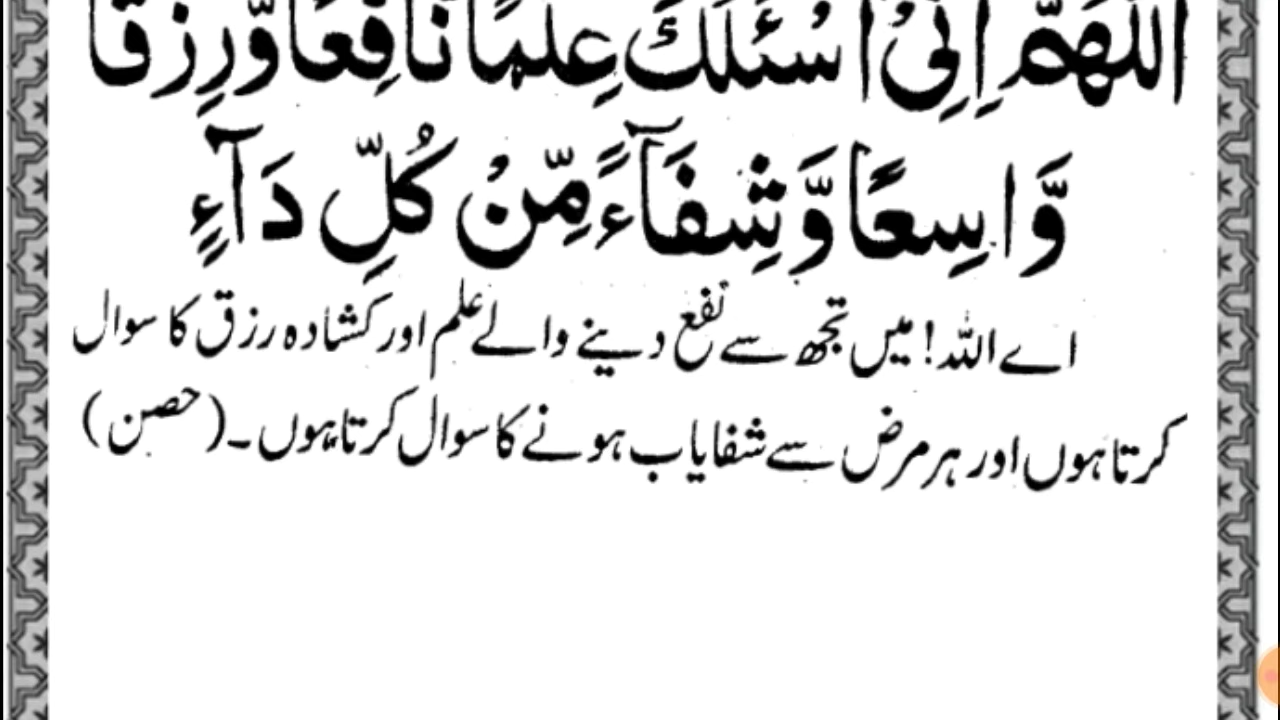 اَللّٰهُمَّ اِنِّیْ اَسْئَلُكَ عِلْمًا نَّافِعًا وَّرِزْقًا
وَّاسِعًا وَّشِفَآءً مِّنْ كُلِّ دَآءٍ
اے اللہ! میں تجھ سے نفع دینے والے علم اور کشادہ رزق کا سوال
کرتا ہوں اور ہر مرض سے شفایاب ہونے کا سوال کرتا ہوں۔ (حصن)